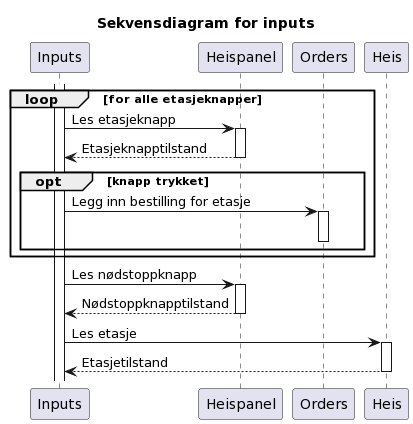 Sekvensdiagram for inputs
Inputs Heispanel Orders Heis
loop [for alle etasjeknapper]
Les etasjeknapp
Etasjeknapptilstand
opt [knapp trykket]
Legg inn bestilling for etasje
Les nødstoppknapp
Nødstoppknapptilstand
Les etasje
Etasjetilstand
Inputs Heispanel Orders Heis